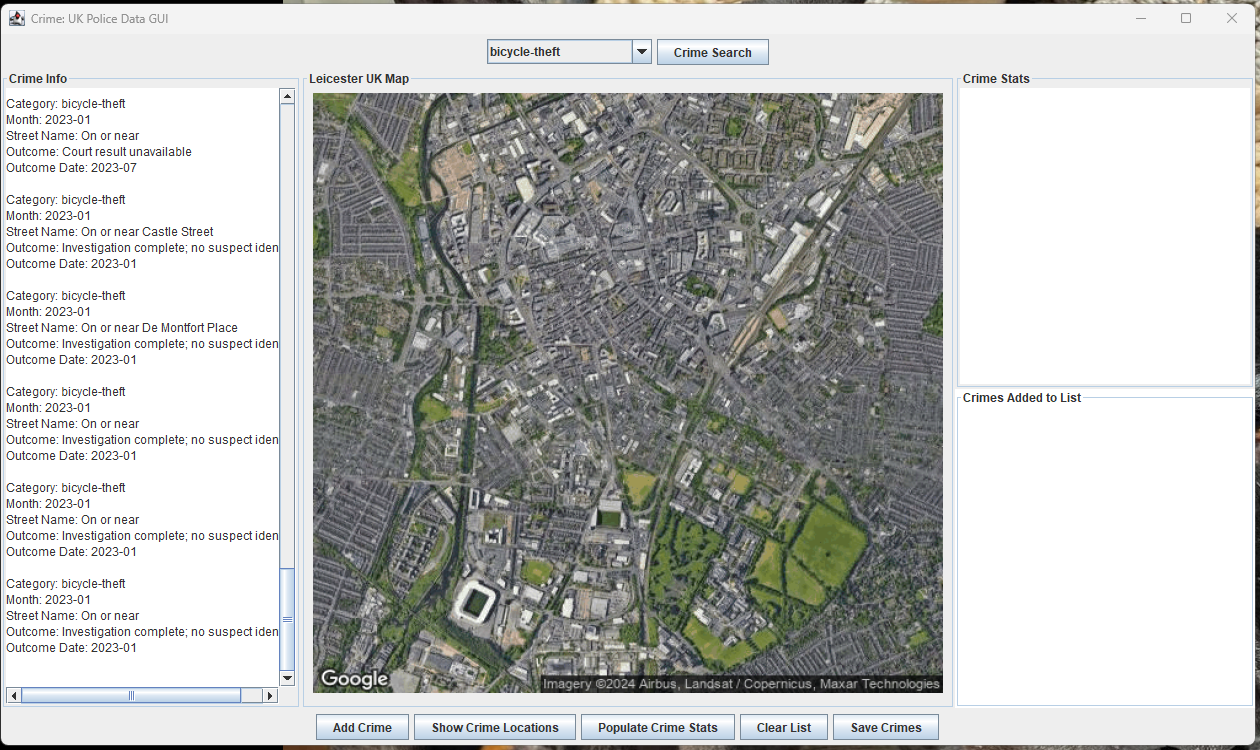 Crime: UK Police Data GUI
bicycle-theft
Crime Search
Crime Info
Category: bicycle-theft
Month: 2023-01
Street Name: On or near
Outcome: Court result unavailable
Outcome Date: 2023-07
Category: bicycle-theft
Month: 2023-01
Street Name: On or near Castle Street
Outcome: Investigation complete; no suspect iden
Outcome Date: 2023-01
Category: bicycle-theft
Month: 2023-01
Street Name: On or near De Montfort Place
Outcome: Investigation complete; no suspect iden
Outcome Date: 2023-01
Category: bicycle-theft
Month: 2023-01
Street Name: On or near
Outcome: Investigation complete; no suspect iden
Outcome Date: 2023-01
Category: bicycle-theft
Month: 2023-01
Street Name: On or near
Outcome: Investigation complete; no suspect iden
Outcome Date: 2023-01
Category: bicycle-theft
Month: 2023-01
Street Name: On or near
Outcome: Investigation complete; no suspect iden
Outcome Date: 2023-01
Leicester UK Map
Google
Imagery ©2024 Airbus, Landsat / Copernicus, Maxar Technologies
Crime Stats
Crimes Added to List
Add Crime
Show Crime Locations
Populate Crime Stats
Clear List
Save Crimes